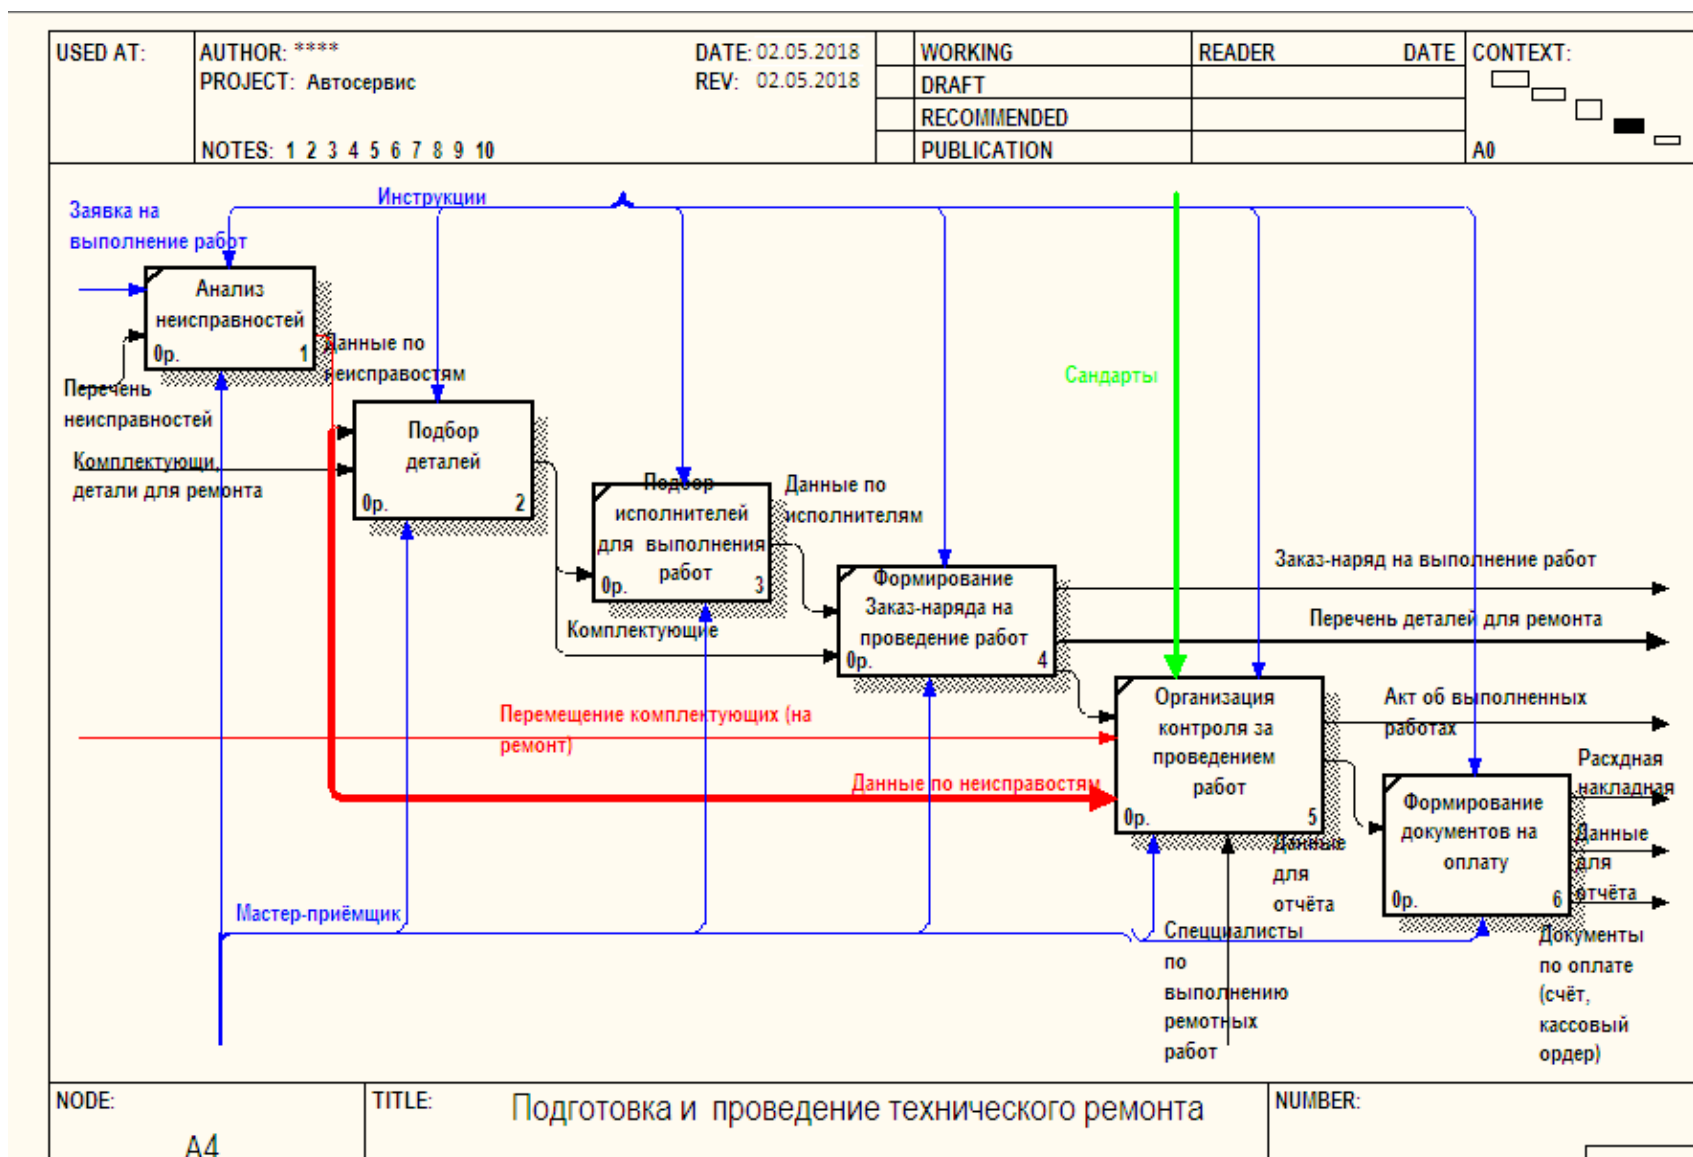 USED AT:
AUTHOR: ****
DATE: 02.05.2018
PROJECT: Автосервис
REV: 02.05.2018
NOTES: 1 2 3 4 5 6 7 8 9 10
WORKING
DRAFT
RECOMMENDED
PUBLICATION
READER DATE
CONTEXT:
A0
Инструкции
Заявка на
выполнение работ
Анализ
неисправностей
0р. 1
Данные по
неисправостям
Перечень
неисправностей
Сандарты
Подбор
деталей
0р. 2
Комплектующи,
детали для ремонта
Подбор
исполнителей
для выполнения
работ
0р. 3
Данные по
исполнителям
Заказ-наряд на выполнение работ
Формирование
Заказ-наряда на
проведение работ
0р. 4
Перечень деталей для ремонта
Комплектующие
Организация
контроля за
проведением
работ
0р. 5
Акт об выполненных
работах
Перемещение комплектующих (на
ремонт)
Данные по неисправостям
Расхдная
накладная
Формирование
документов на
оплату
0р. 6
Данные
для
отчёта
Данные
для
отчёта
Мастер-приёмщик
Спецциалисты
по
выполнению
ремотных
работ
Документы
по оплате
(счёт,
кассовый
ордер)
NODE:
A4
TITLE:
Подготовка и проведение технического ремонта
NUMBER: